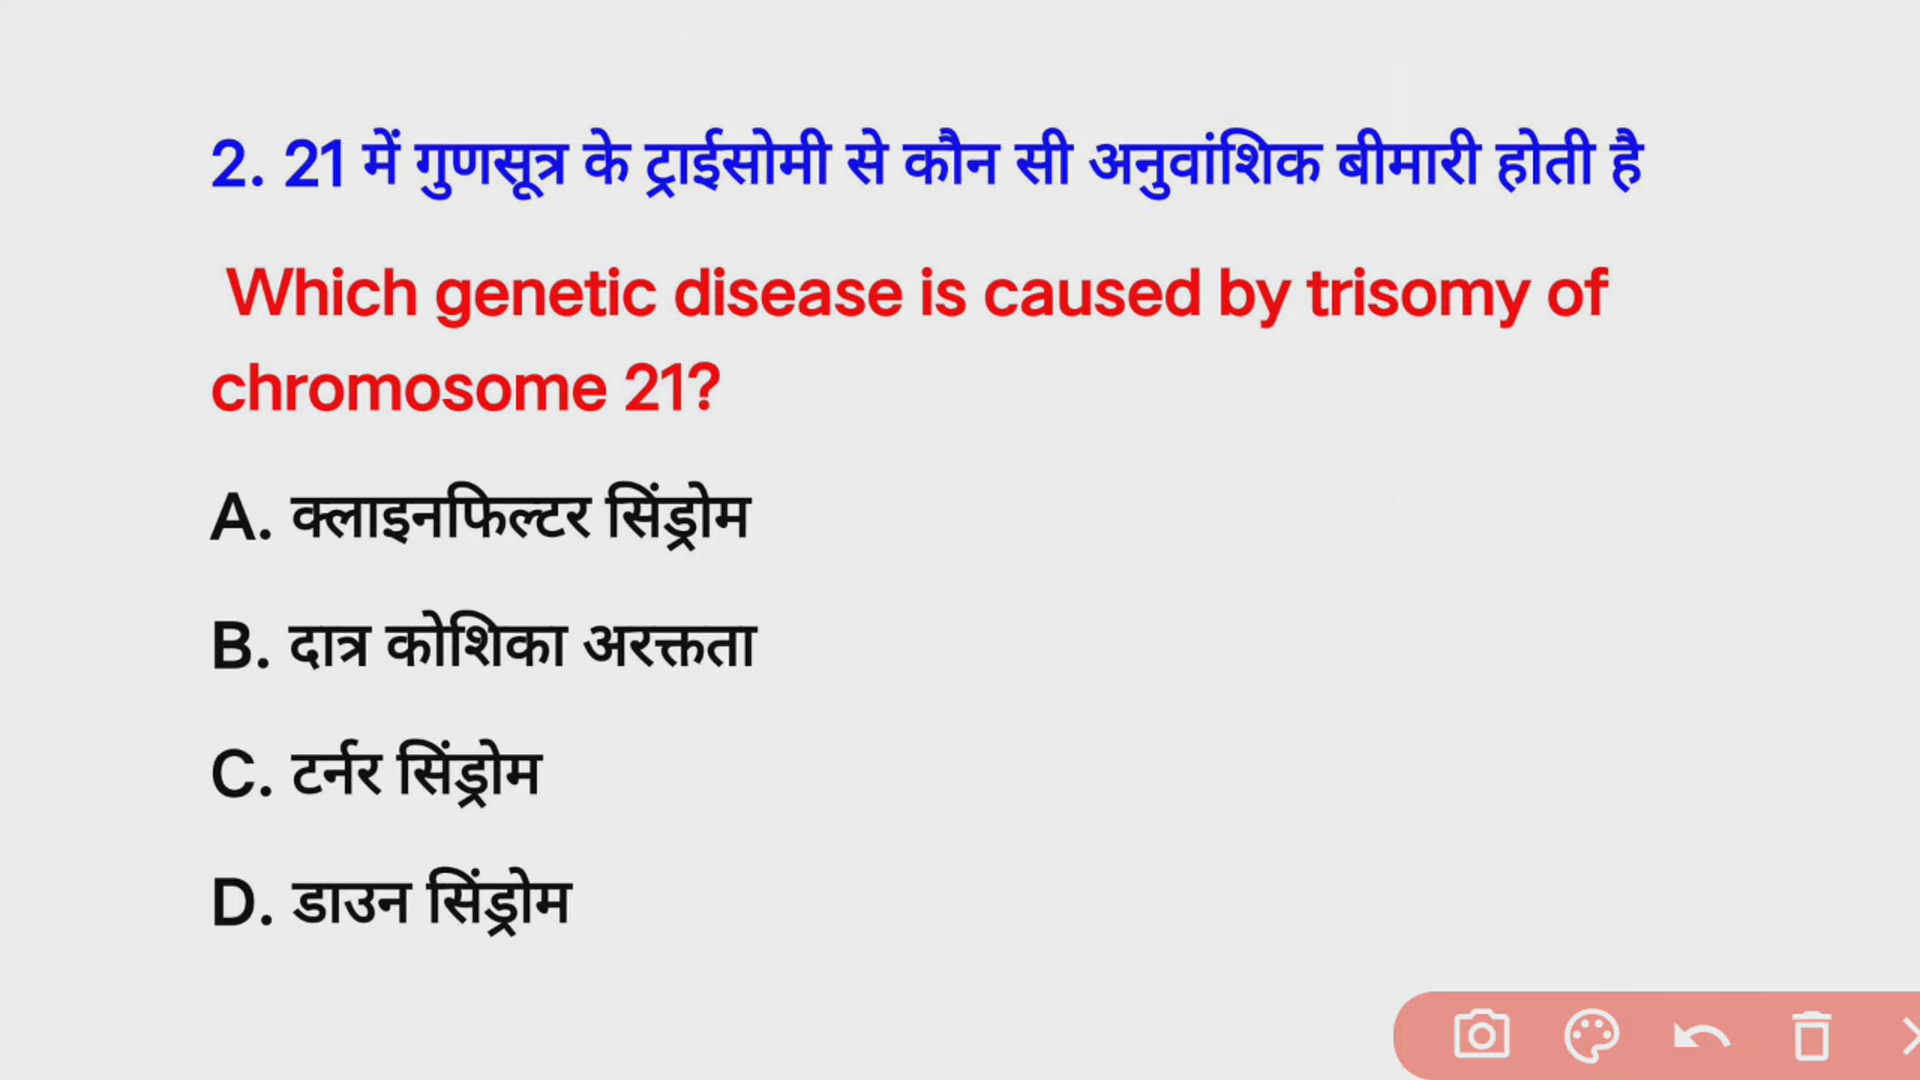 2. 21 में गुणसूत्र के ट्राईसोमी से कौन सी अनुवांशिक बीमारी होती है
Which genetic disease is caused by trisomy of
chromosome 21?
A. क्लाइनफिल्टर सिंड्रोम
B. दात्र कोशिका अरक्तता
C. टर्नर सिंड्रोम
D. डाउन सिंड्रोम